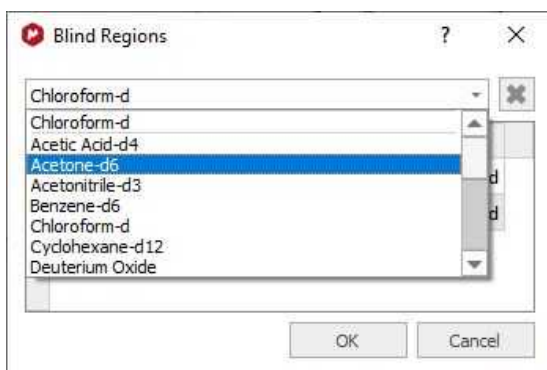 Blind Regions ?
Chloroform-d
Chloroform-d
Acetic Acid-d4
Acetone-d6
Acetonitrile-d3
d
Benzene-d6
Chloroform-d
d
Cyclohexane-d12
Deuterium Oxide
OK Cancel